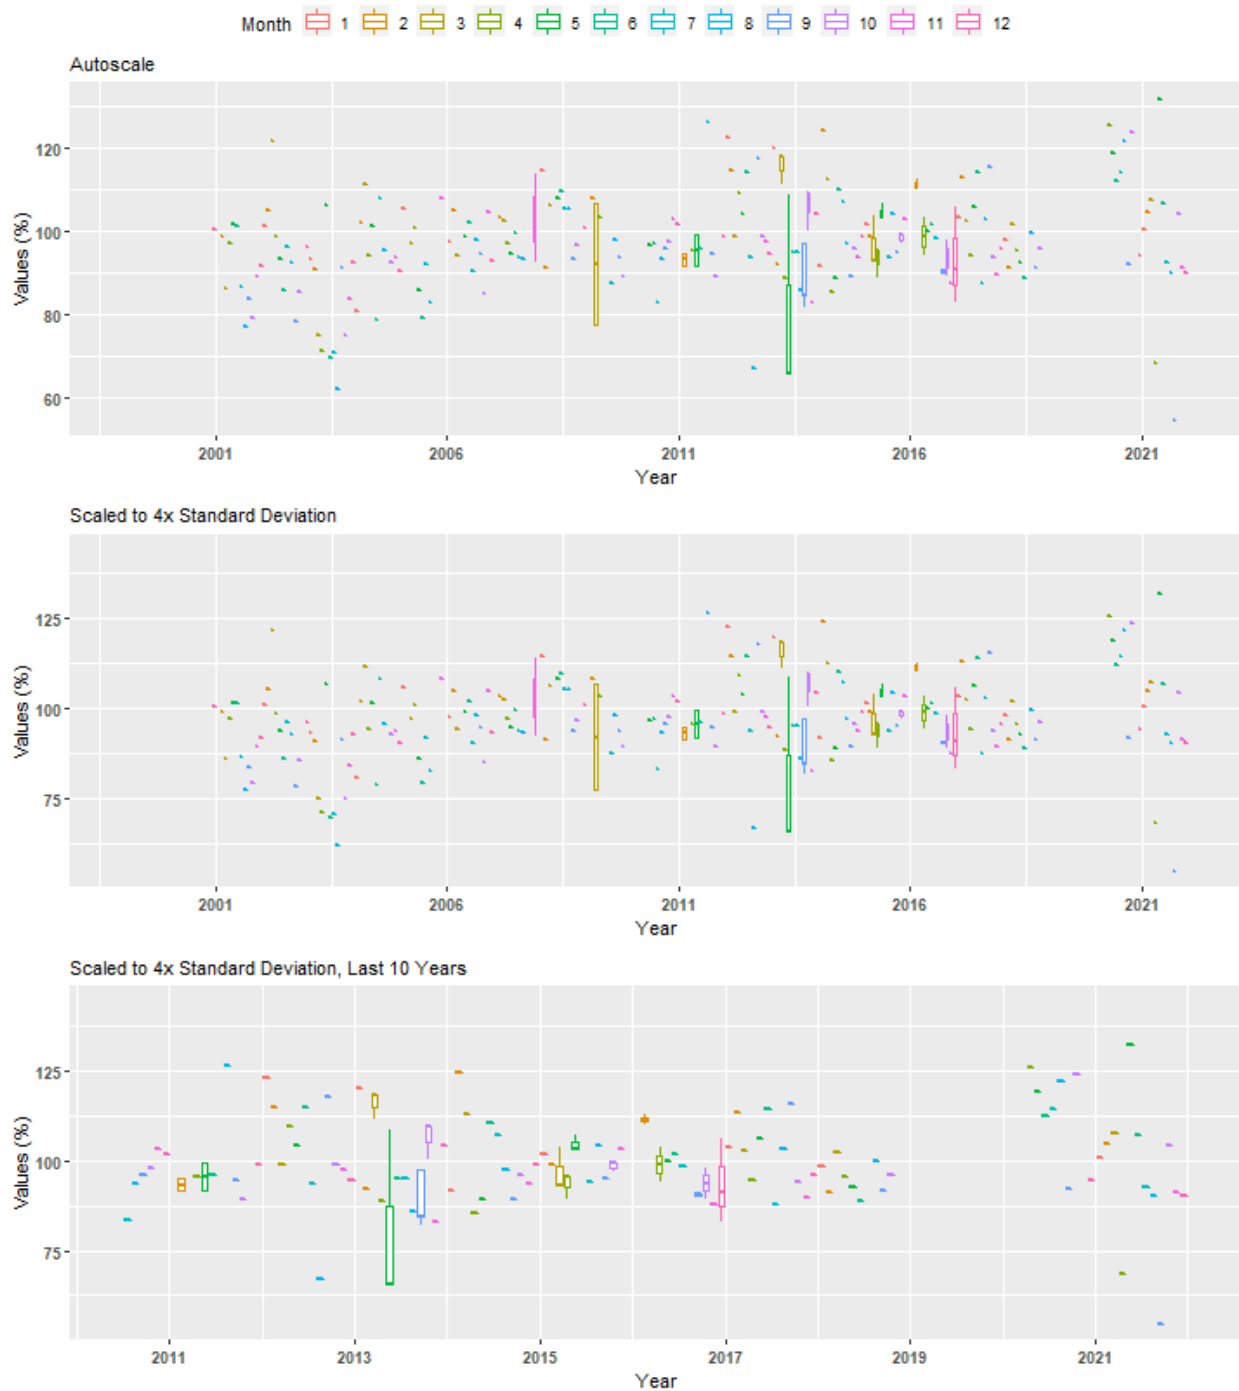 Month 1 2 3 4 5 6 7 8 9 10 11 12
Autoscale
120
100
80
60
Values (%)
2001 2006 2011 2016 2021
Year
Scaled to 4x Standard Deviation
125
100
75
Values (%)
2001 2006 2011 2016 2021
Year
Scaled to 4x Standard Deviation, Last 10 Years
125
100
75
Values (%)
2011 2013 2015 2017 2019 2021
Year